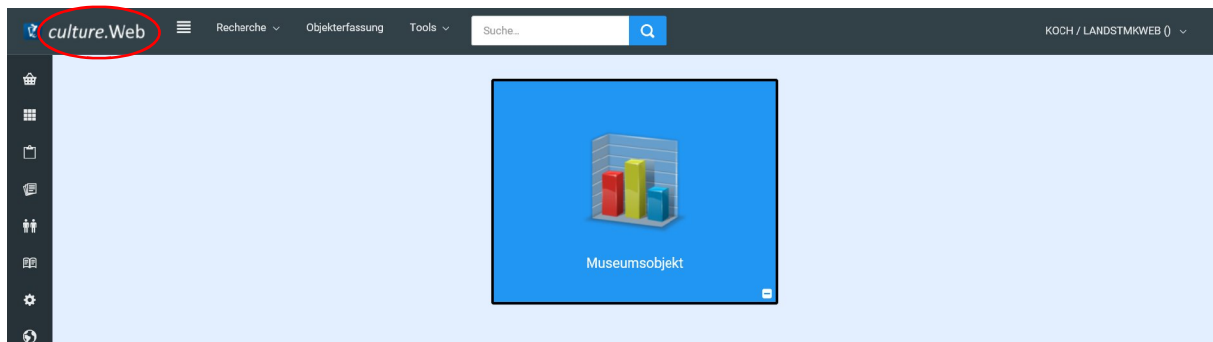 culture.Web
Recherche Objekterfassung Tools Suche... KOCH / LANDSTMKWEB ()
Museumsobjekt